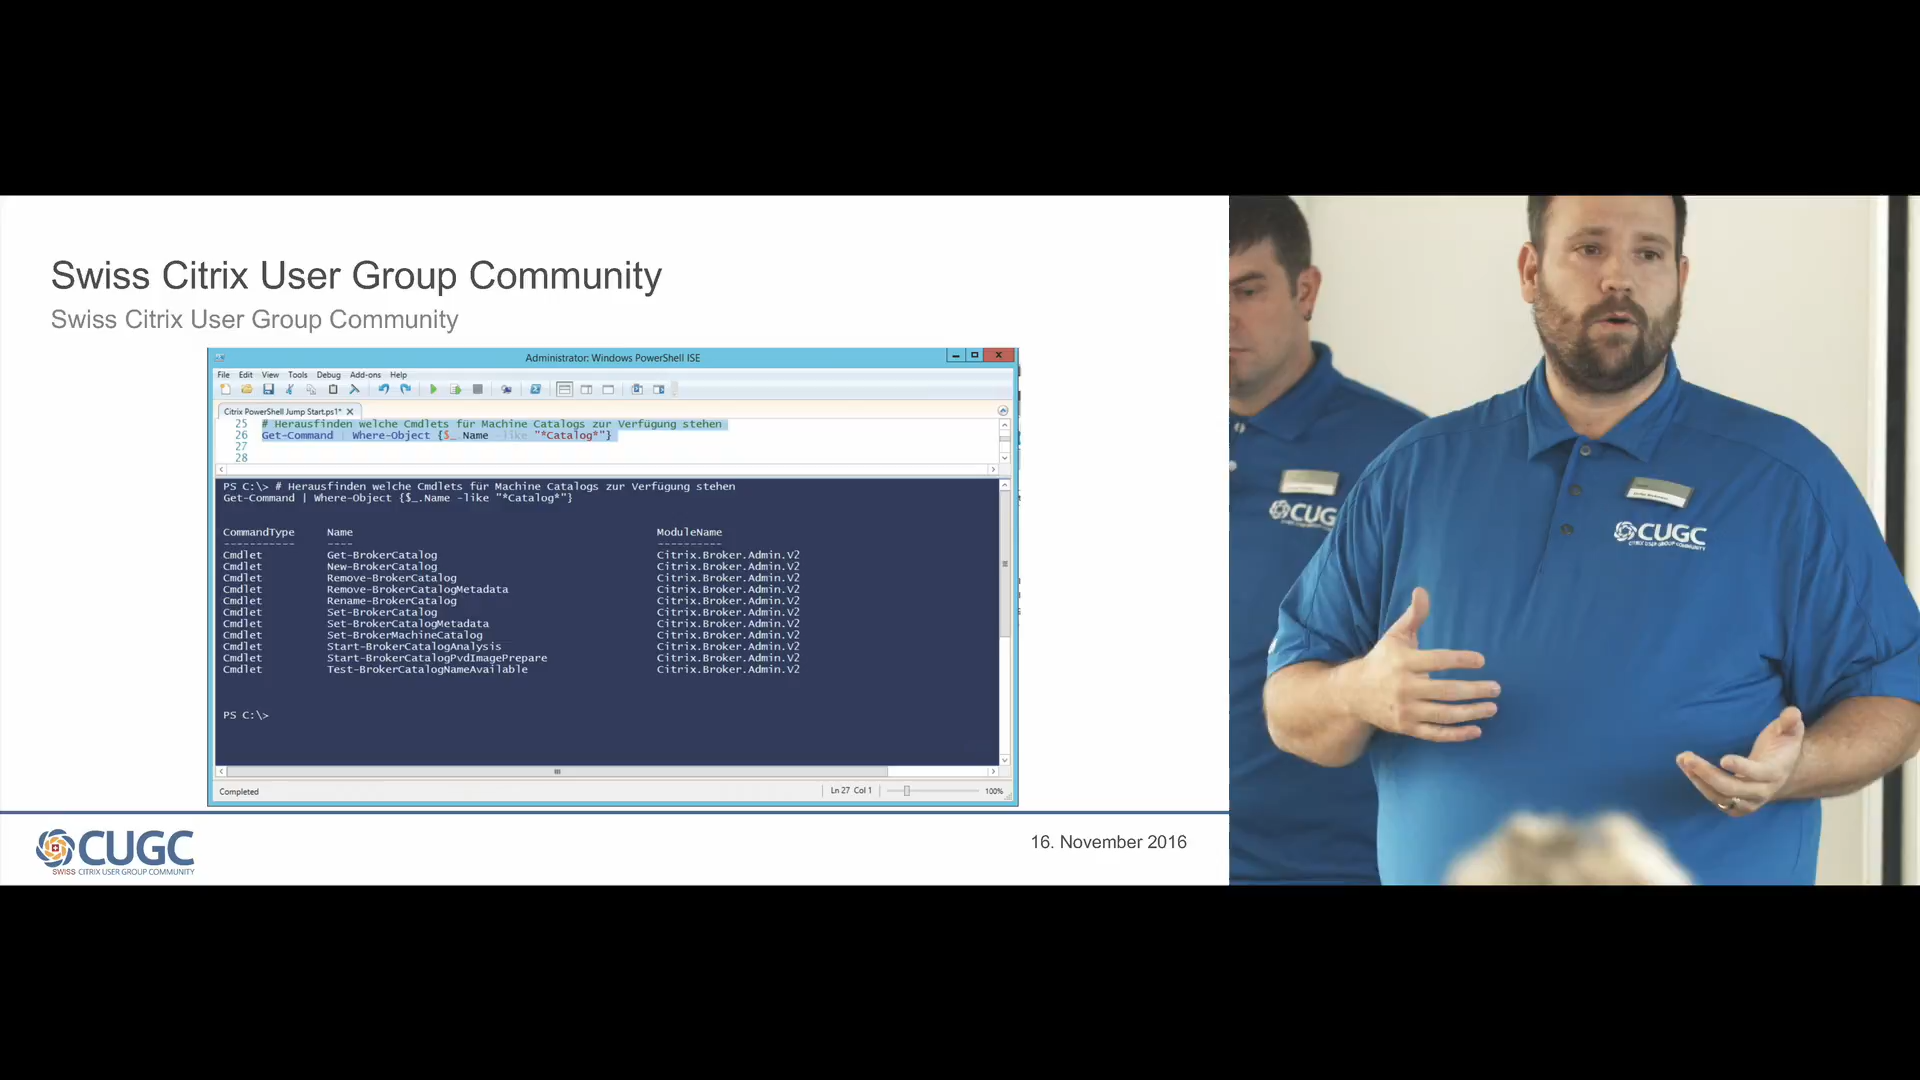 Swiss Citrix User Group Community
Swiss Citrix User Group Community
Administrator: Windows PowerShell ISE
File Edit View Tools Debug Add-ons Help
Citrix PowerShell Jump Start.ps1* X
25 # Herausfinden welche Cmdlets für Machine Catalogs zur Verfügung stehen
26 Get-Command | Where-Object {$_.Name -like "*Catalog*"}
27
28
PS C:\> # Herausfinden welche Cmdlets für Machine Catalogs zur Verfügung stehen
Get-Command | Where-Object {$_.Name -like "*Catalog*"}
CommandType Name ModuleName
----------- ---- ----------
Cmdlet Get-BrokerCatalog Citrix.Broker.Admin.V2
Cmdlet New-BrokerCatalog Citrix.Broker.Admin.V2
Cmdlet Remove-BrokerCatalog Citrix.Broker.Admin.V2
Cmdlet Remove-BrokerCatalogMetadata Citrix.Broker.Admin.V2
Cmdlet Rename-BrokerCatalog Citrix.Broker.Admin.V2
Cmdlet Set-BrokerCatalog Citrix.Broker.Admin.V2
Cmdlet Set-BrokerCatalogMetadata Citrix.Broker.Admin.V2
Cmdlet Set-BrokerMachineCatalog Citrix.Broker.Admin.V2
Cmdlet Start-BrokerCatalogAnalysis Citrix.Broker.Admin.V2
Cmdlet Start-BrokerCatalogPvdImagePrepare Citrix.Broker.Admin.V2
Cmdlet Test-BrokerCatalogNameAvailable Citrix.Broker.Admin.V2
PS C:\>
Completed Ln 27 Col 1 100%
CUGC
SWISS CITRIX USER GROUP COMMUNITY
16. November 2016
CUGC
CUGC
CITRIX USER GROUP COMMUNITY